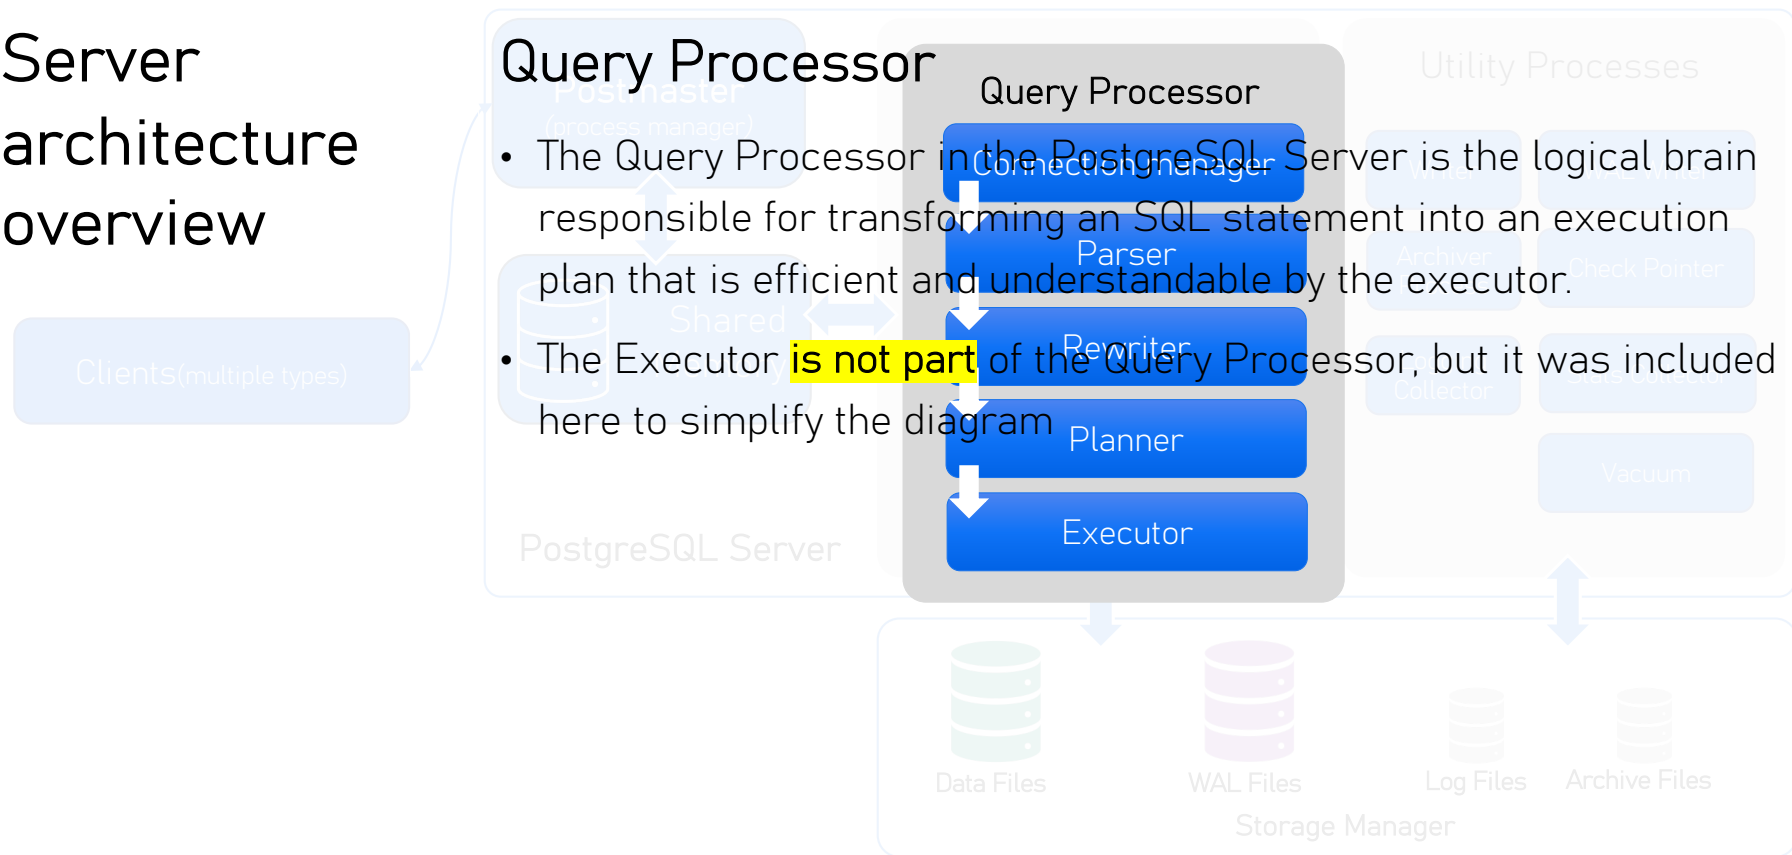 Server
architecture
overview
Query Processor
• The Query Processor in the PostgreSQL Server is the logical brain
responsible for transforming an SQL statement into an execution
plan that is efficient and understandable by the executor.
• The Executor is not part of the Query Processor, but it was included
here to simplify the diagram
Query Processor
Connection manager
Parser
Rewriter
Planner
Executor
Postmaster
(process manager)
Shared
Clients(multiple types)
PostgreSQL Server
Utility Processes
Writer
WAL Writer
Archiver
Check Pointer
Collector
Stats Collector
Vacuum
Data Files
WAL Files
Log Files
Archive Files
Storage Manager